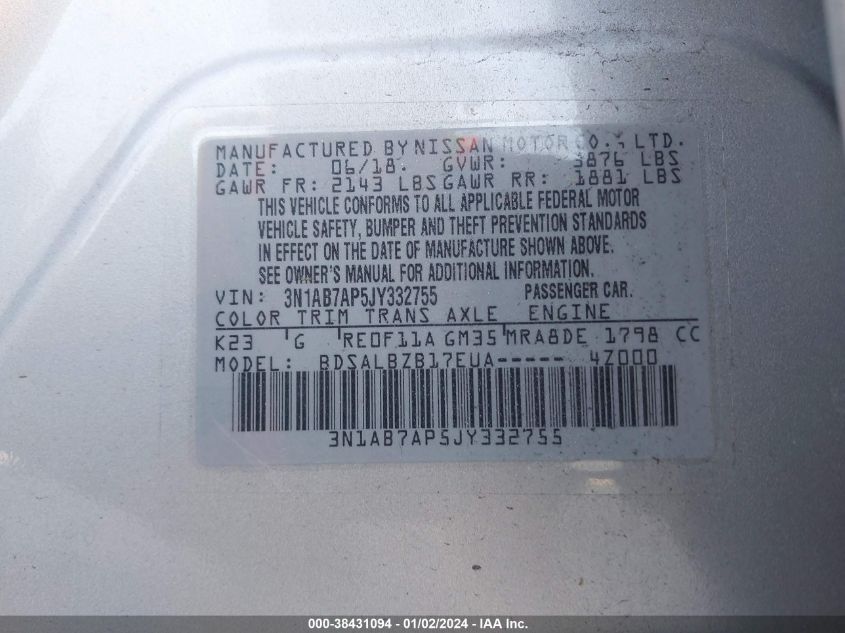 MANUFACTURED BY NISSAN MOTOR CO., LTD.
DATE: 06/18 GVWR: 3876 LBS
GAWR FR: 2143 LBS GAWR RR: 1881 LBS
THIS VEHICLE CONFORMS TO ALL APPLICABLE FEDERAL MOTOR
VEHICLE SAFETY, BUMPER AND THEFT PREVENTION STANDARDS
IN EFFECT ON THE DATE OF MANUFACTURE SHOWN ABOVE.
SEE OWNER'S MANUAL FOR ADDITIONAL INFORMATION.
VIN: 3N1AB7AP5JY332755 PASSENGER CAR.
COLOR TRIM TRANS AXLE ENGINE
K23 G RE0F11A GM35 MRA8DE 1798 CC
MODEL: BDSALBZB17EUA----- 4Z000
3N1AB7AP5JY332755
000-38431094 - 01/02/2024 - IAA Inc.